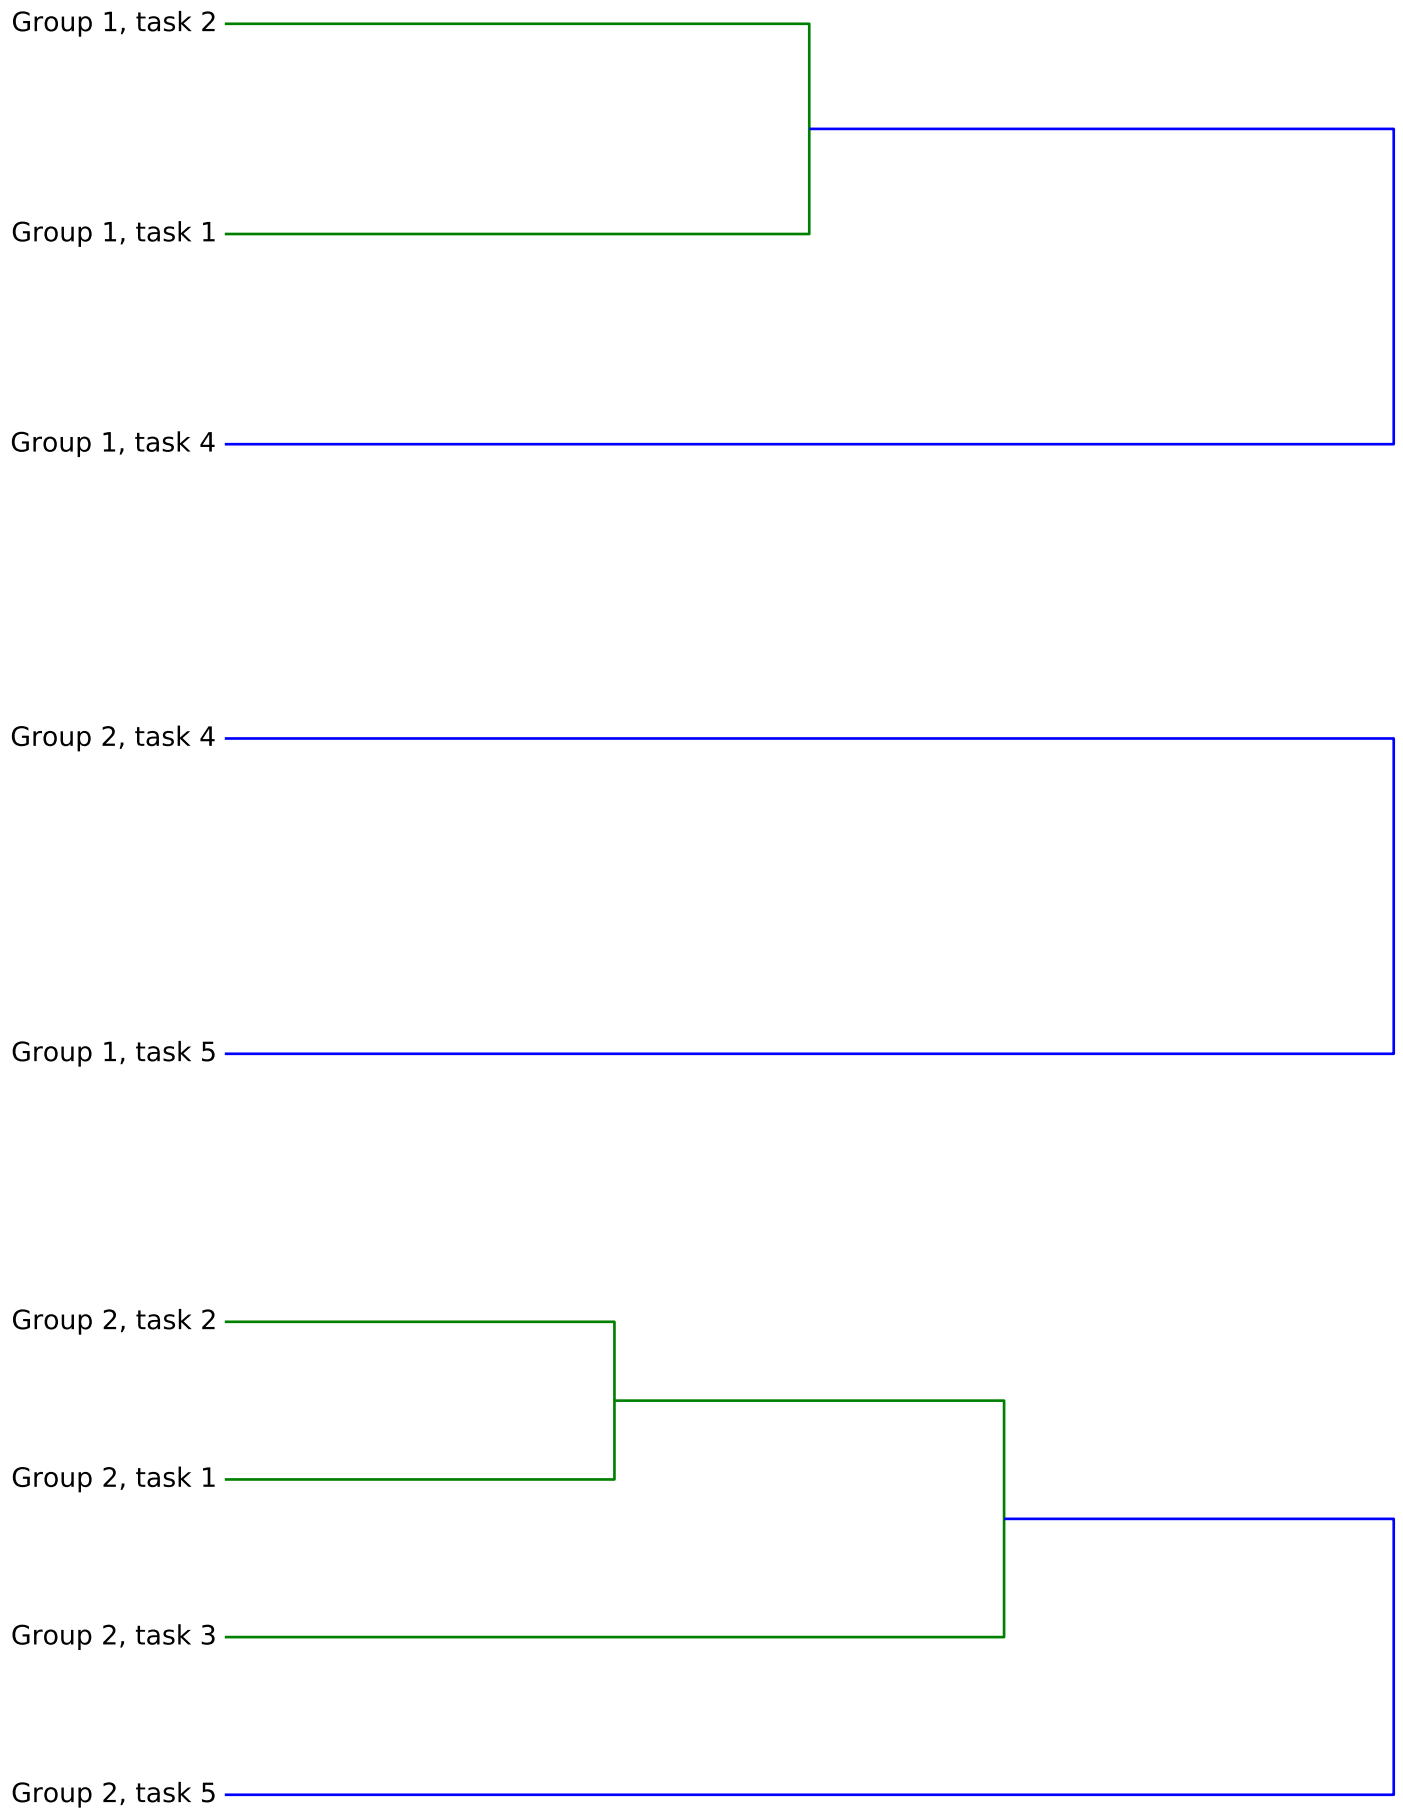 Group 1, task 2
Group 1, task 1
Group 1, task 4
Group 2, task 4
Group 1, task 5
Group 2, task 2
Group 2, task 1
Group 2, task 3
Group 2, task 5